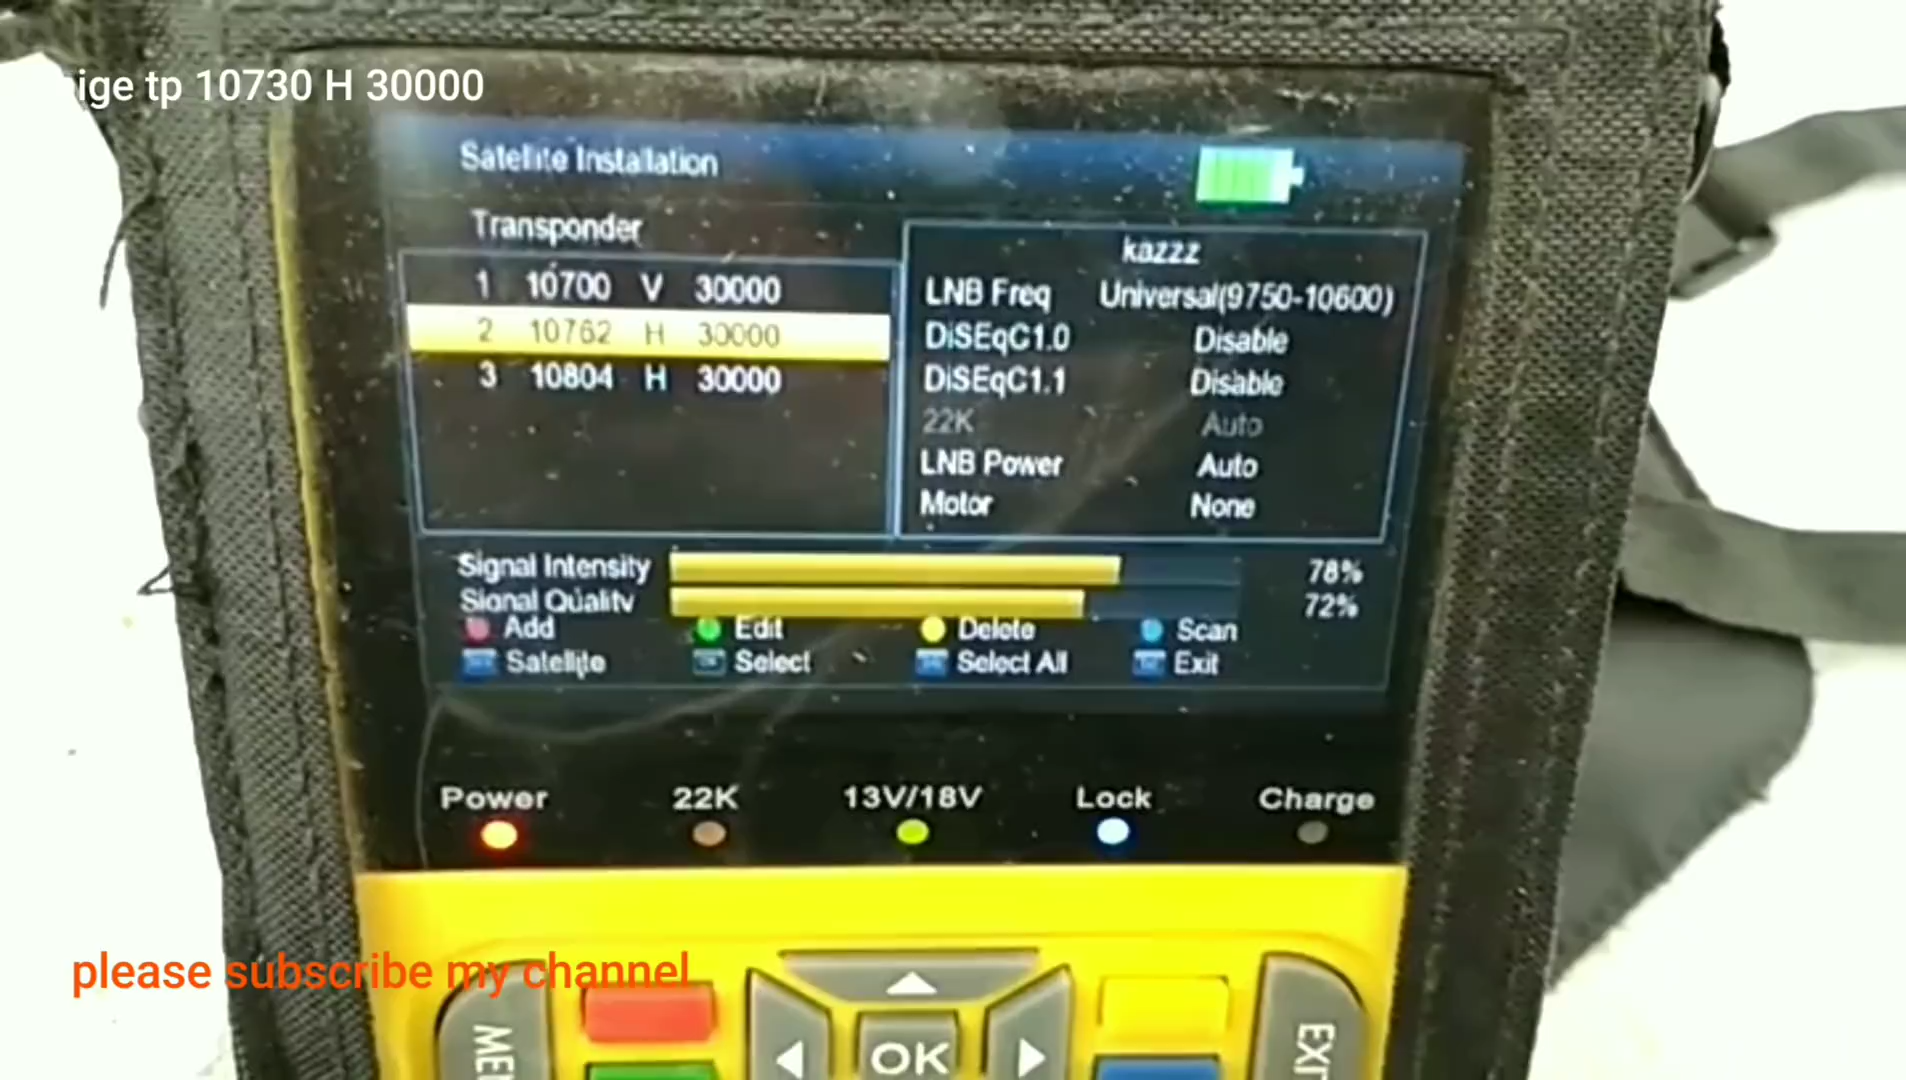 ige tp 10730 H 30000
Satellite Installation
Transponder
1 10700 V 30000
2 10762 H 30000
3 10804 H 30000
kazzz
LNB Freq Universal(9750-10600)
DiSEqC1.0 Disable
DiSEqC1.1 Disable
22K Auto
LNB Power Auto
Motor None
Signal Intensity 78%
Signal Quality 72%
Add Edit Delete Scan
Satellite Select Select All Exit
Power 22K 13V/18V Lock Charge
please subscribe my channel
MEN
OK
EXIT